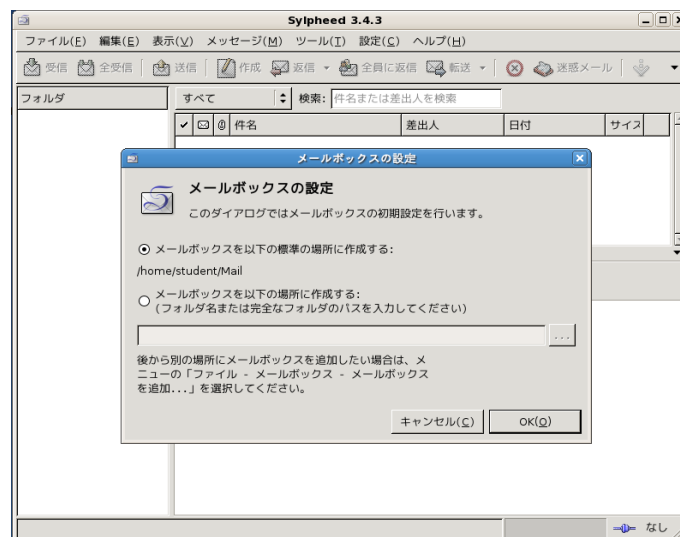 Sylpheed 3.4.3
ファイル(F) 編集(E) 表示(V) メッセージ(M) ツール(T) 設定(C) ヘルプ(H)
受信 全受信 送信 作成 返信 全員に返信 転送 迷惑メール
フォルダ
すべて 検索: 件名または差出人を検索
件名 差出人 日付 サイズ
メールボックスの設定
メールボックスの設定
このダイアログではメールボックスの初期設定を行います。
メールボックスを以下の標準の場所に作成する:
/home/student/Mail
メールボックスを以下の場所に作成する:
(フォルダ名または完全なフォルダのパスを入力してください)
...
後から別の場所にメールボックスを追加したい場合は、メ
ニューの「ファイル - メールボックス - メールボックス
を追加...」を選択してください。
キャンセル(C) OK(O)
なし